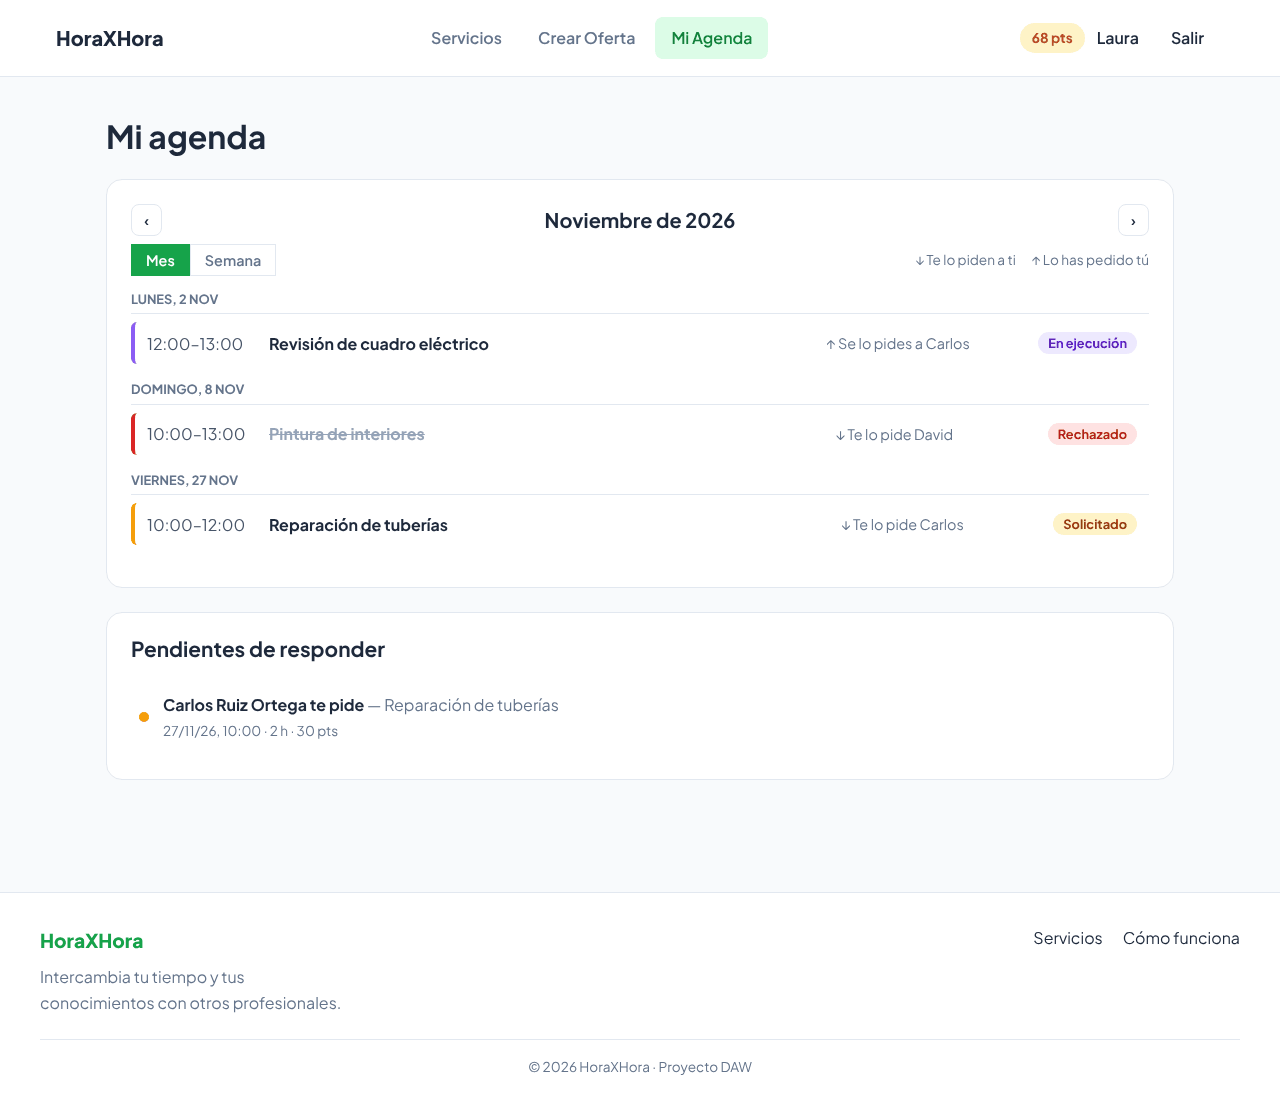 HoraXHora
Servicios
Crear Oferta
Mi Agenda
68 pts
Laura
Salir
Mi agenda
‹
Noviembre de 2026
›
Mes
Semana
↓ Te lo piden a ti
↑ Lo has pedido tú
LUNES, 2 NOV
12:00–13:00
Revisión de cuadro eléctrico
↑ Se lo pides a Carlos
En ejecución
DOMINGO, 8 NOV
10:00–13:00
Pintura de interiores
↓ Te lo pide David
Rechazado
VIERNES, 27 NOV
10:00–12:00
Reparación de tuberías
↓ Te lo pide Carlos
Solicitado
Pendientes de responder
Carlos Ruiz Ortega te pide — Reparación de tuberías
27/11/26, 10:00 · 2 h · 30 pts
HoraXHora
Servicios
Cómo funciona
Intercambia tu tiempo y tus
conocimientos con otros profesionales.
© 2026 HoraXHora · Proyecto DAW